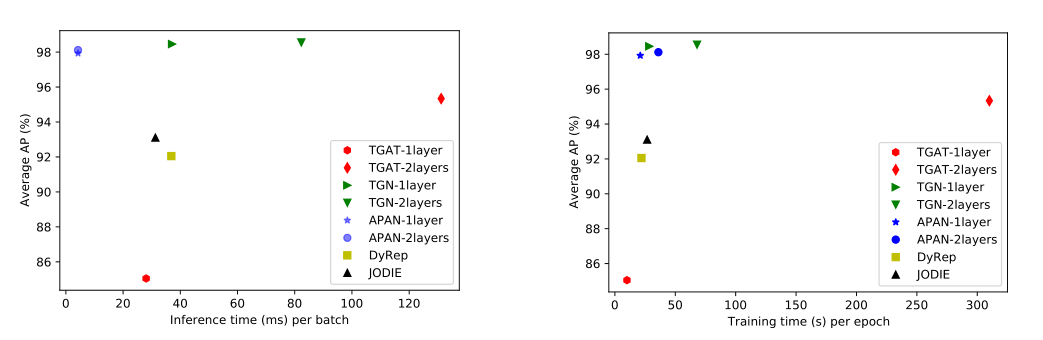 98
96
94
92
90
88
86
0 20 40 60 80 100 120
Average AP (%)
Inference time (ms) per batch
TGAT-1layer
TGAT-2layers
TGN-1layer
TGN-2layers
APAN-1layer
APAN-2layers
DyRep
JODIE
98
96
94
92
90
88
86
0 50 100 150 200 250 300
Average AP (%)
Training time (s) per epoch
TGAT-1layer
TGAT-2layers
TGN-1layer
TGN-2layers
APAN-1layer
APAN-2layers
DyRep
JODIE